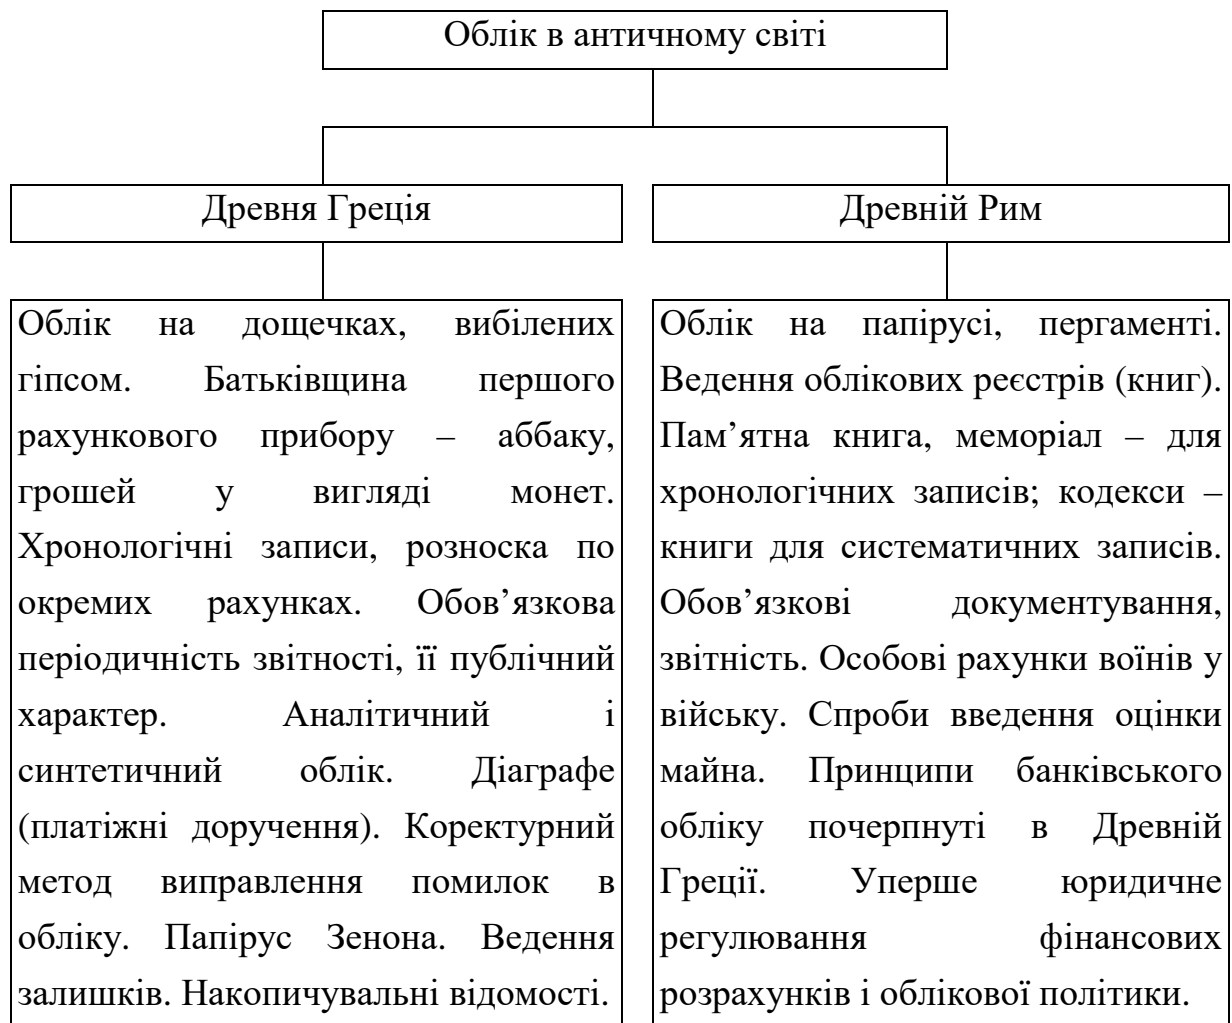 Облік в античному світі
Древня Греція
Древній Рим
Облік на дощечках, вибілених
гіпсом. Батьківщина першого
рахункового прибору – аббаку,
грошей у вигляді монет.
Хронологічні записи, розноска по
окремих рахунках. Обов’язкова
періодичність звітності, її публічний
характер. Аналітичний і
синтетичний облік. Діаграфе
(платіжні доручення). Коректурний
метод виправлення помилок в
обліку. Папірус Зенона. Ведення
залишків. Накопичувальні відомості.
Облік на папірусі, пергаменті.
Ведення облікових реєстрів (книг).
Пам’ятна книга, меморіал – для
хронологічних записів; кодекси –
книги для систематичних записів.
Обов’язкові документування,
звітність. Особові рахунки воїнів у
війську. Спроби введення оцінки
майна. Принципи банківського
обліку почерпнуті в Древній
Греції. Уперше юридичне
регулювання фінансових
розрахунків і облікової політики.